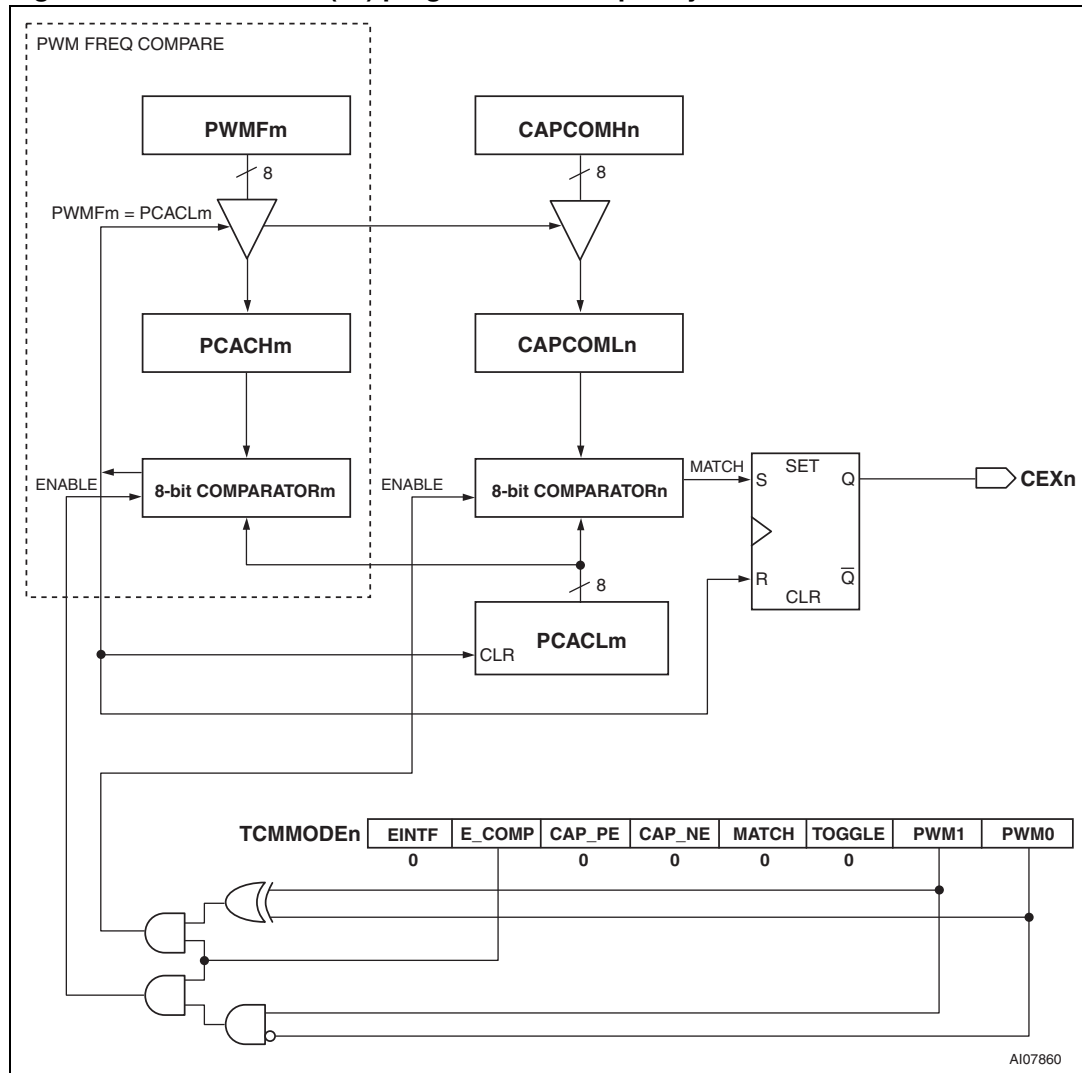 PWM FREQ COMPARE
PWMFm
CAPCOMHn
8
8
PWMFm = PCACLm
PCACHm
CAPCOMLn
ENABLE
8-bit COMPARATORm
ENABLE
8-bit COMPARATORn
MATCH
S
SET
Q
CEXn
R
Q̅
CLR
8
PCACLm
CLR
TCMMODEn
EINTF E_COMP CAP_PE CAP_NE MATCH TOGGLE PWM1 PWM0
0 0 0 0 0
AI07860